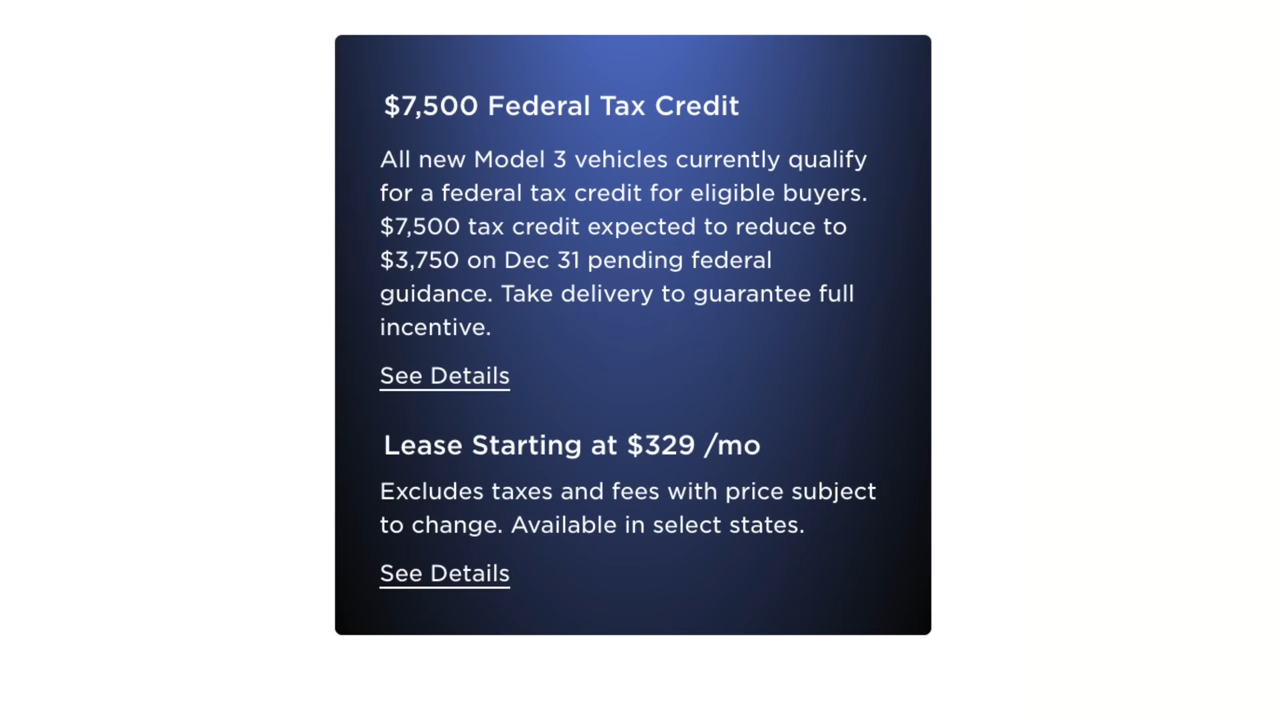 $7,500 Federal Tax Credit
All new Model 3 vehicles currently qualify
for a federal tax credit for eligible buyers.
$7,500 tax credit expected to reduce to
$3,750 on Dec 31 pending federal
guidance. Take delivery to guarantee full
incentive.
See Details
Lease Starting at $329 /mo
Excludes taxes and fees with price subject
to change. Available in select states.
See Details